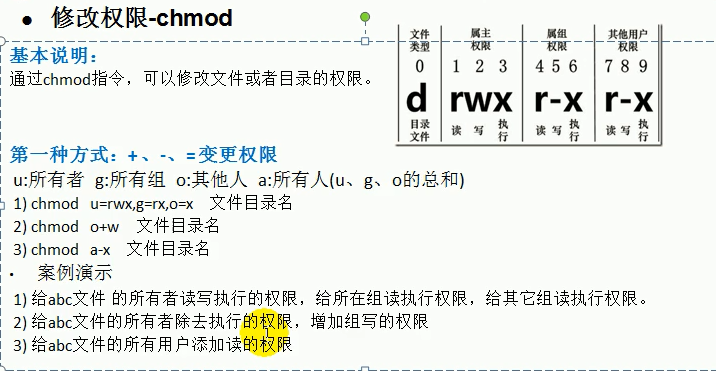 • 修改权限-chmod
基本说明：
通过chmod指令，可以修改文件或者目录的权限。
文件类型 属主权限 属组权限 其他用户权限
0 1 2 3 4 5 6 7 8 9
d rwx r-x r-x
目录文件 读 写 执行 读 写 执行 读 写 执行
第一种方式：+ 、-、= 变更权限
u:所有者 g:所有组 o:其他人 a:所有人(u、g、o的总和)
1) chmod u=rwx,g=rx,o=x 文件目录名
2) chmod o+w 文件目录名
3) chmod a-x 文件目录名
• 案例演示
1) 给abc文件 的所有者读写执行的权限，给所在组读执行权限，给其它组读执行权限。
2) 给abc文件的所有者除去执行的权限，增加组写的权限
3) 给abc文件的所有用户添加读的权限